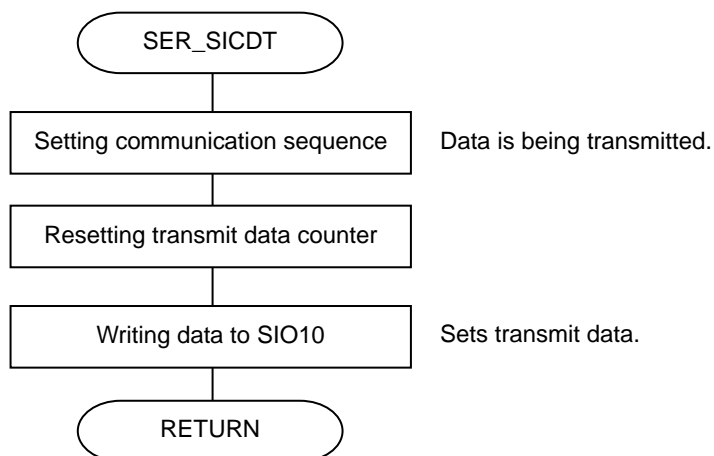 SER_SICDT
Setting communication sequence
Data is being transmitted.
Resetting transmit data counter
Writing data to SIO10
Sets transmit data.
RETURN